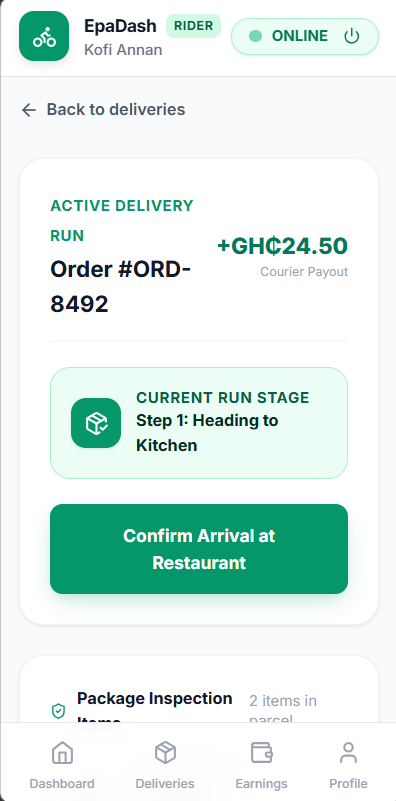 EpaDash RIDER
Kofi Annan
ONLINE
Back to deliveries
ACTIVE DELIVERY
RUN
Order #ORD-
8492
+GH₵24.50
Courier Payout
CURRENT RUN STAGE
Step 1: Heading to
Kitchen
Confirm Arrival at
Restaurant
Package Inspection
Items
2 items in
parcel
Dashboard
Deliveries
Earnings
Profile